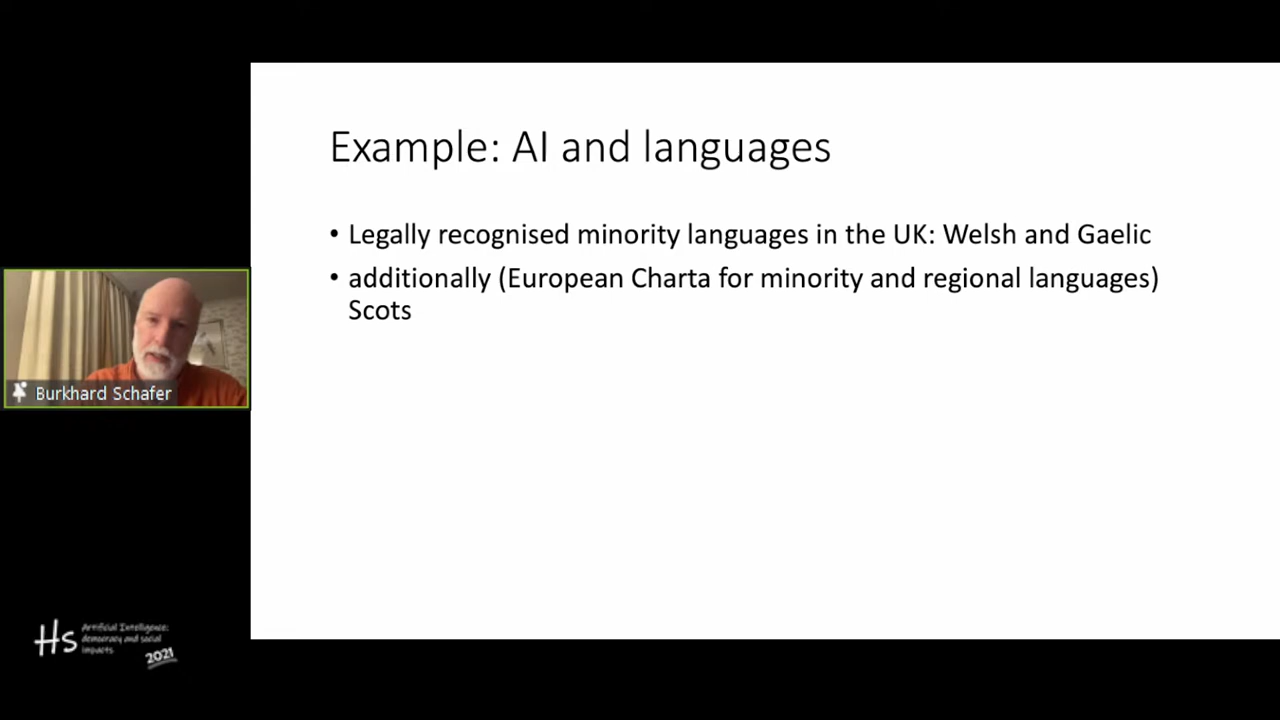 Example: AI and languages
• Legally recognised minority languages in the UK: Welsh and Gaelic
• additionally (European Charta for minority and regional languages)
Scots
Burkhard Schafer
Hs
Artificial Intelligence:
democracy and social
impacts
2021